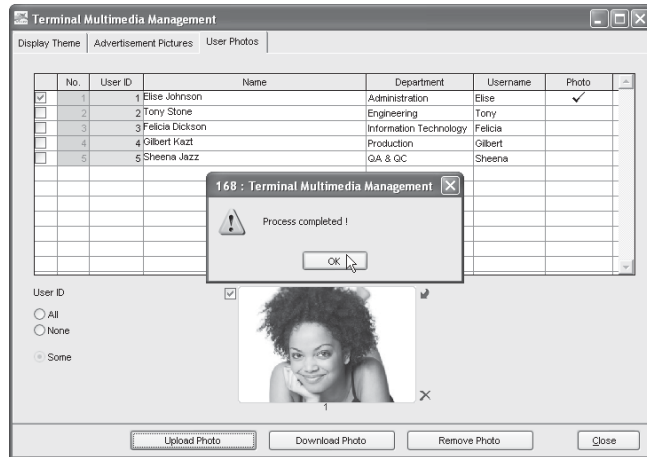 Terminal Multimedia Management
Display Theme Advertisement Pictures User Photos
No. User ID Name Department Username Photo
1 1 Elise Johnson Administration Elise
2 2 Tony Stone Engineering Tony
3 3 Felicia Dickson Information Technology Felicia
4 4 Gilbert Kazt Production Gilbert
5 5 Sheena Jazz QA & QC Sheena
168 : Terminal Multimedia Management
Process completed !
OK
User ID
All
None
Some
1
Upload Photo Download Photo Remove Photo Close